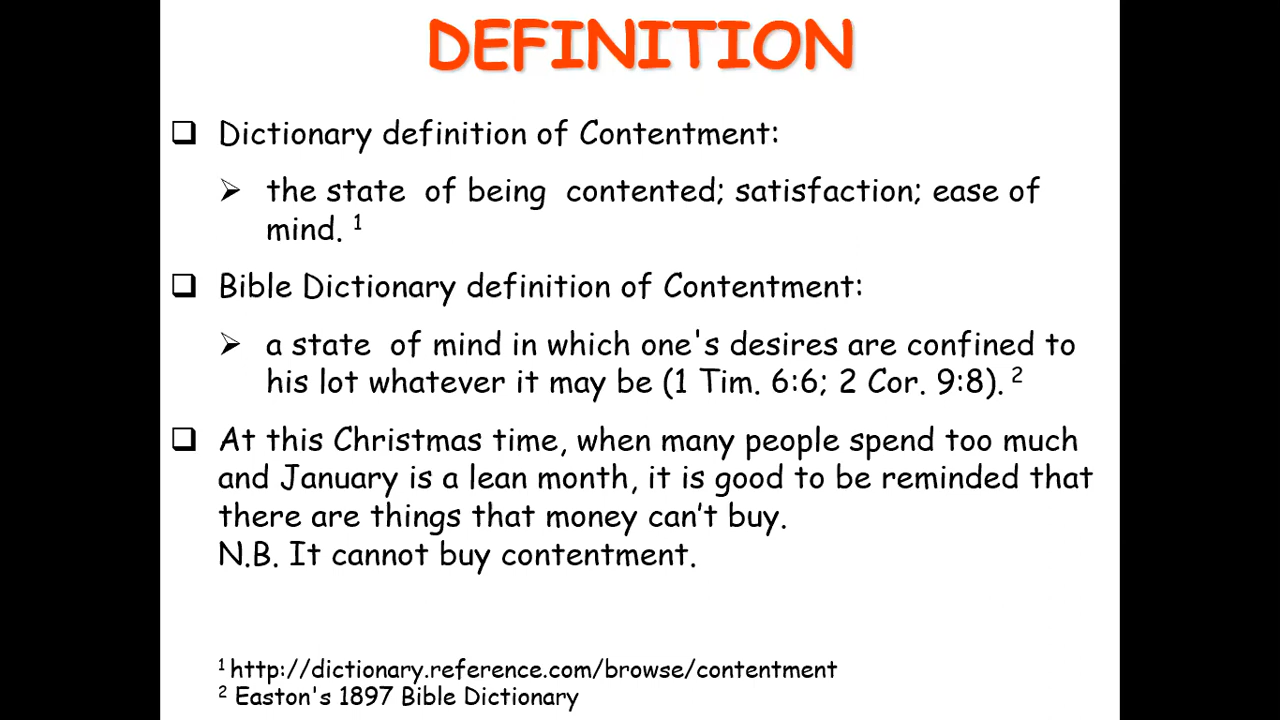 DEFINITION
❑ Dictionary definition of Contentment:
➢ the state of being contented; satisfaction; ease of
mind. 1
❑ Bible Dictionary definition of Contentment:
➢ a state of mind in which one's desires are confined to
his lot whatever it may be (1 Tim. 6:6; 2 Cor. 9:8). 2
❑ At this Christmas time, when many people spend too much
and January is a lean month, it is good to be reminded that
there are things that money can’t buy.
N.B. It cannot buy contentment.
1 http://dictionary.reference.com/browse/contentment
2 Easton's 1897 Bible Dictionary